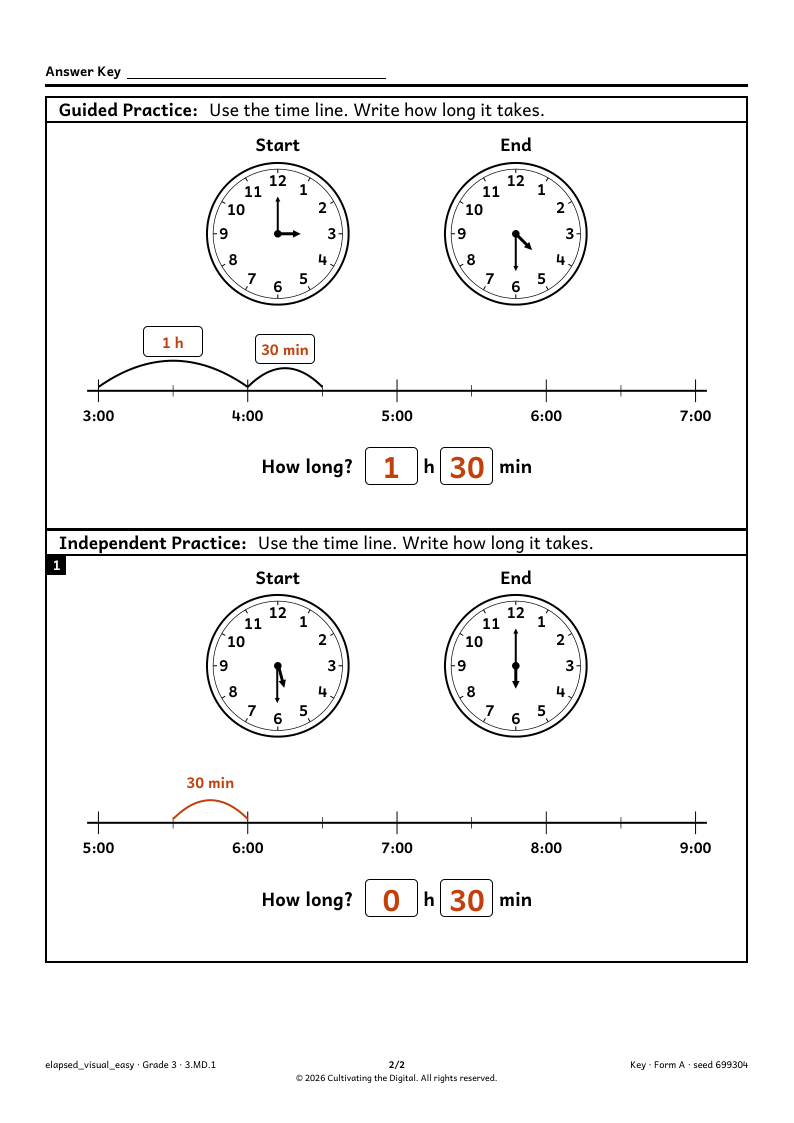 Answer Key
Guided Practice: Use the time line. Write how long it takes.
Start End
12 1 2 3 4 5 6 7 8 9 10 11
12 1 2 3 4 5 6 7 8 9 10 11
1 h 30 min
3:00 4:00 5:00 6:00 7:00
How long? 1 h 30 min
Independent Practice: Use the time line. Write how long it takes.
1
Start End
12 1 2 3 4 5 6 7 8 9 10 11
12 1 2 3 4 5 6 7 8 9 10 11
30 min
5:00 6:00 7:00 8:00 9:00
How long? 0 h 30 min
elapsed_visual_easy · Grade 3 · 3.MD.1 2/2 Key · Form A · seed 699304
© 2026 Cultivating the Digital. All rights reserved.